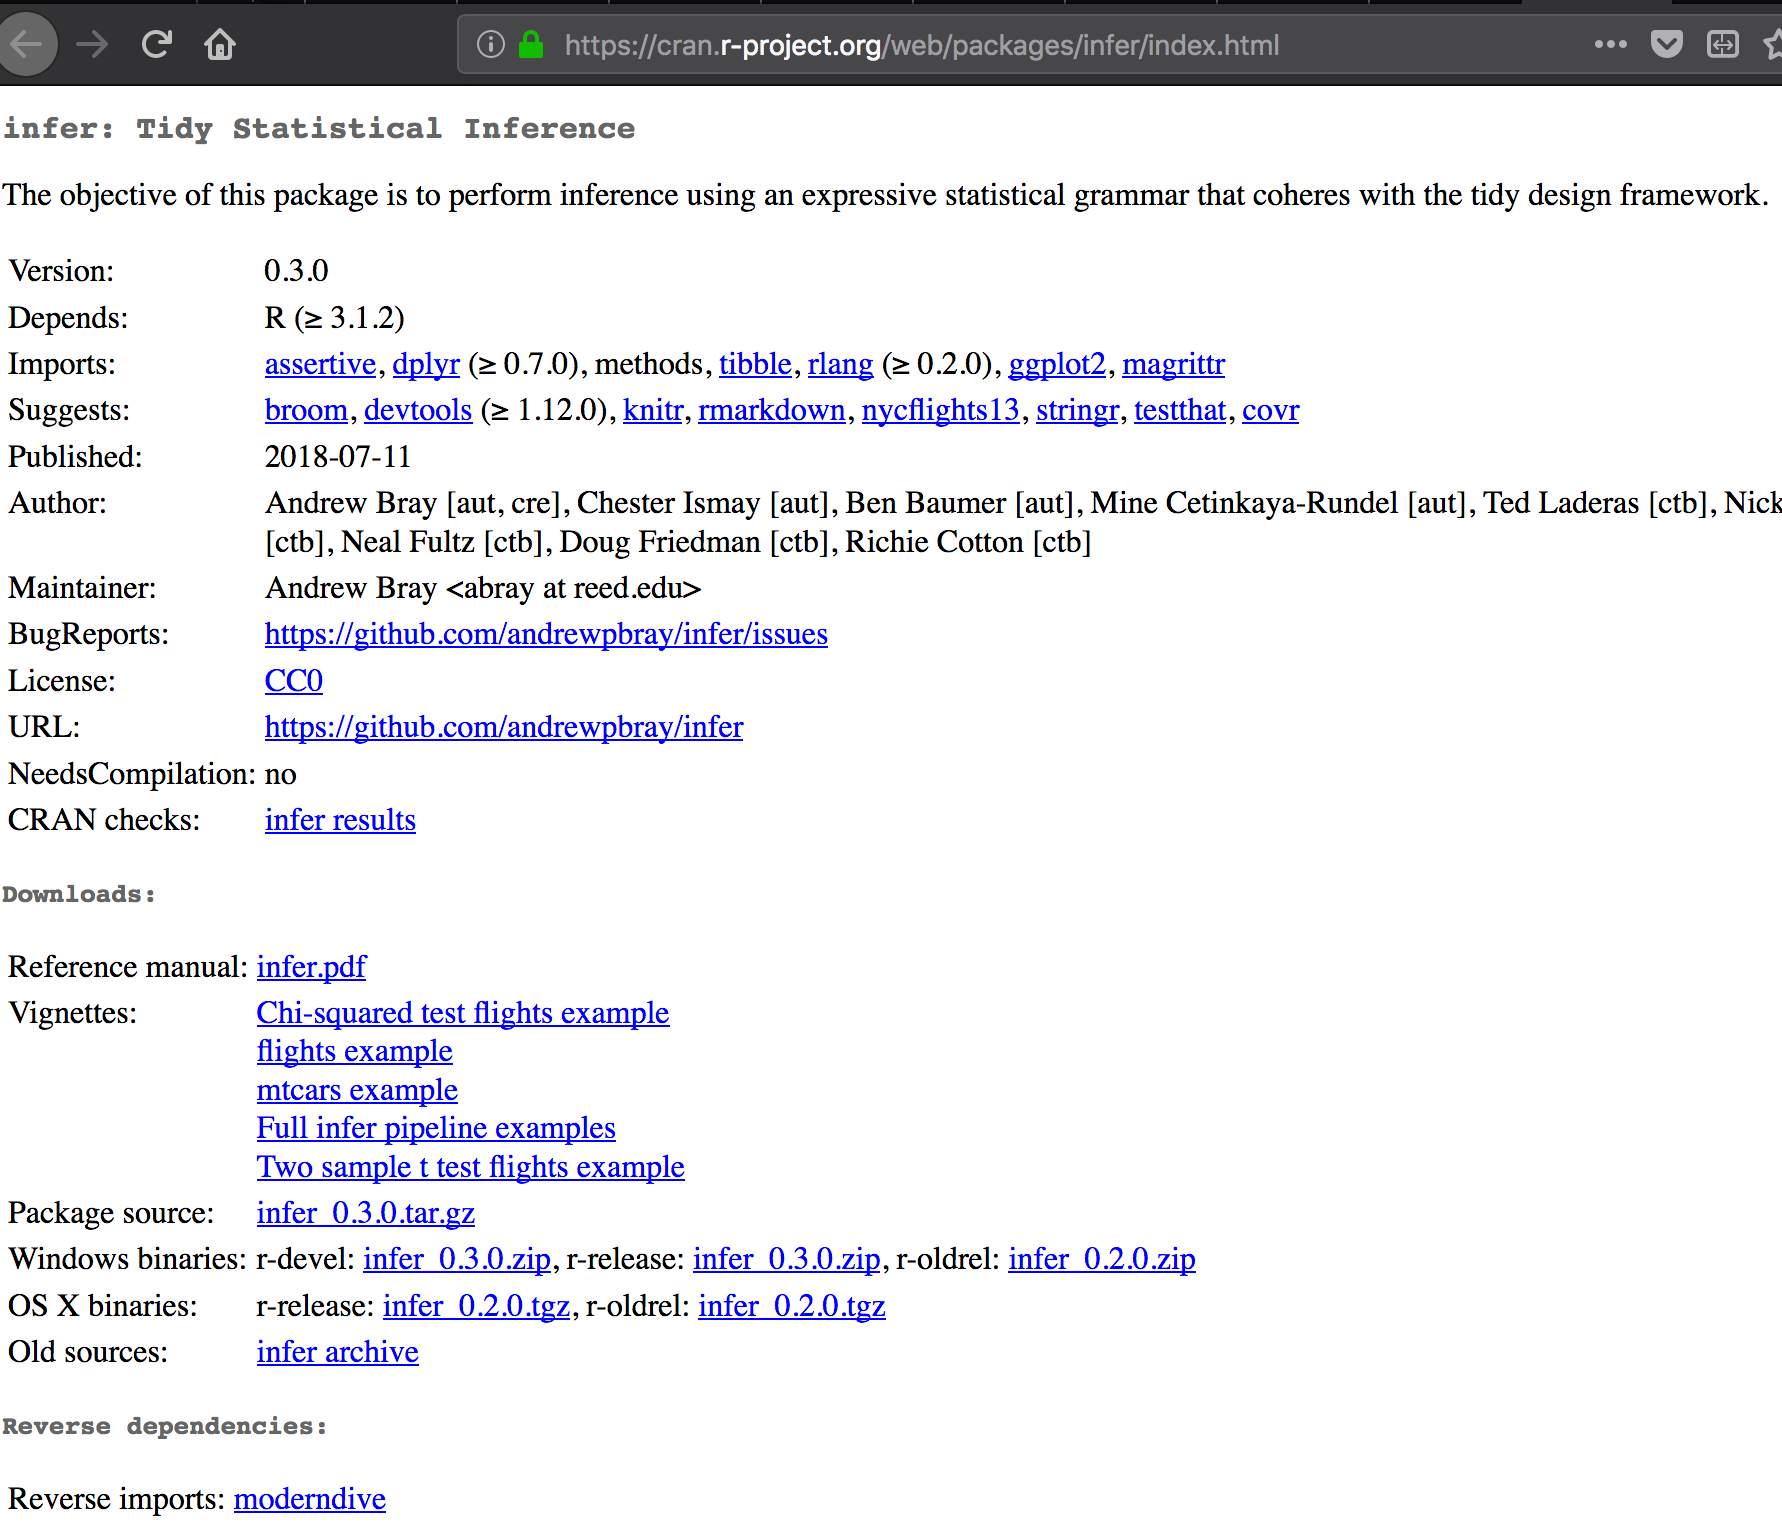 https://cran.r-project.org/web/packages/infer/index.html
infer: Tidy Statistical Inference
The objective of this package is to perform inference using an expressive statistical grammar that coheres with the tidy design framework.
Version: 0.3.0
Depends: R (≥ 3.1.2)
Imports: assertive, dplyr (≥ 0.7.0), methods, tibble, rlang (≥ 0.2.0), ggplot2, magrittr
Suggests: broom, devtools (≥ 1.12.0), knitr, rmarkdown, nycflights13, stringr, testthat, covr
Published: 2018-07-11
Author: Andrew Bray [aut, cre], Chester Ismay [aut], Ben Baumer [aut], Mine Cetinkaya-Rundel [aut], Ted Laderas [ctb], Nick
[ctb], Neal Fultz [ctb], Doug Friedman [ctb], Richie Cotton [ctb]
Maintainer: Andrew Bray <abray at reed.edu>
BugReports: https://github.com/andrewpbray/infer/issues
License: CC0
URL: https://github.com/andrewpbray/infer
NeedsCompilation: no
CRAN checks: infer results
Downloads:
Reference manual: infer.pdf
Vignettes: Chi-squared test flights example
flights example
mtcars example
Full infer pipeline examples
Two sample t test flights example
Package source: infer_0.3.0.tar.gz
Windows binaries: r-devel: infer_0.3.0.zip, r-release: infer_0.3.0.zip, r-oldrel: infer_0.2.0.zip
OS X binaries: r-release: infer_0.2.0.tgz, r-oldrel: infer_0.2.0.tgz
Old sources: infer archive
Reverse dependencies:
Reverse imports: moderndive